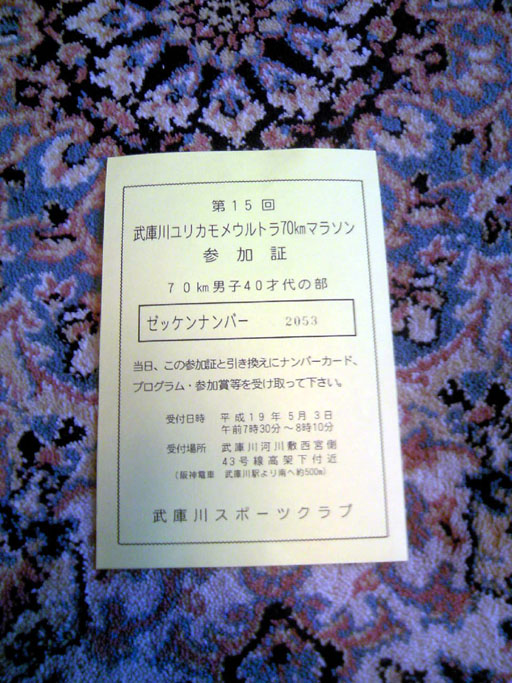 第15回
武庫川ユリカモメウルトラ70kmマラソン
参加証
70km男子40才代の部
ゼッケンナンバー 2053
当日、この参加証と引き換えにナンバーカード、
プログラム・参加賞等を受け取って下さい。
受付日時 平成19年5月3日
午前7時30分～8時10分
受付場所 武庫川河川敷西宮側
43号線高架下付近
(阪神電車 武庫川駅より南へ約500m)
武庫川スポーツクラブ